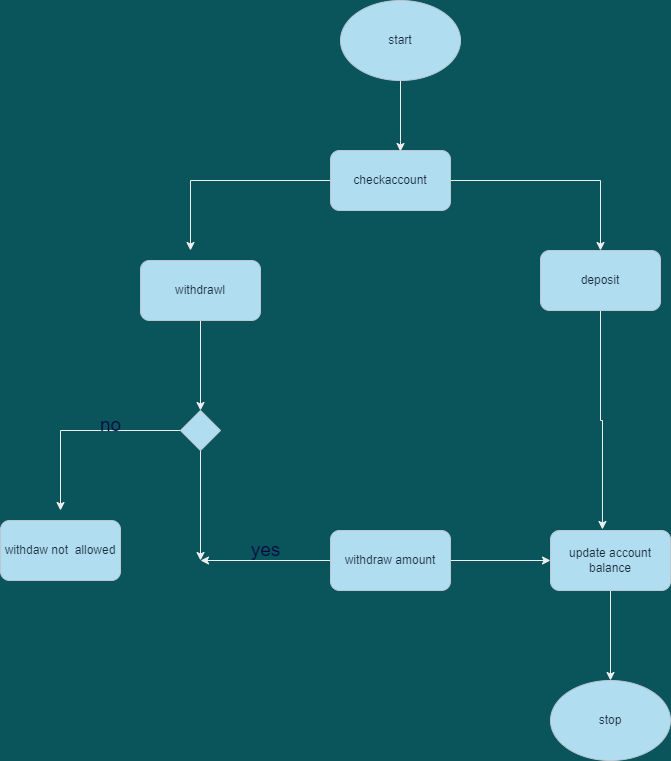 start
checkaccount
withdrawl
deposit
no
withdaw not  allowed
yes
withdraw amount
update account
balance
stop